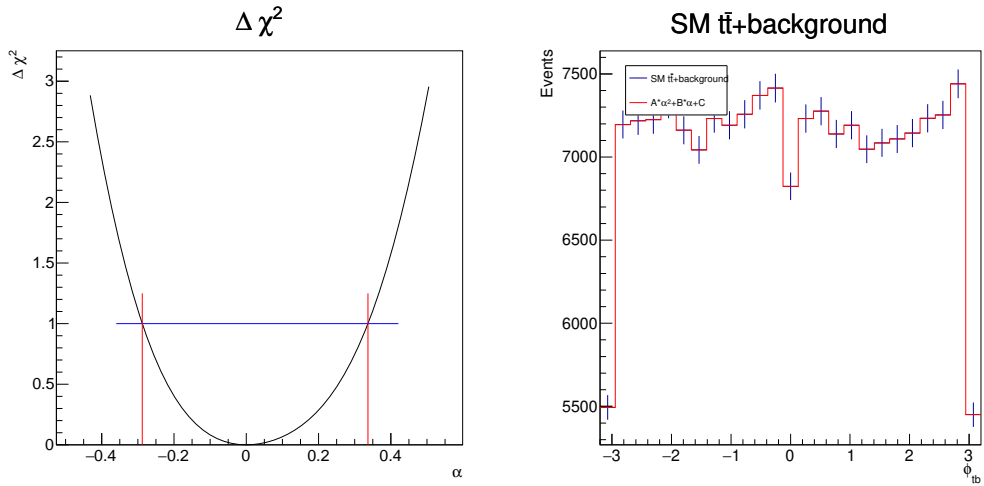 Δ χ²
Δ χ²
3
2.5
2
1.5
1
0.5
0
−0.4 −0.2 0 0.2 0.4
α
SM tt̄+background
Events
7500
7000
6500
6000
5500
SM tt̄+background
A*α²+B*α+C
−3 −2 −1 0 1 2 3
ϕtb